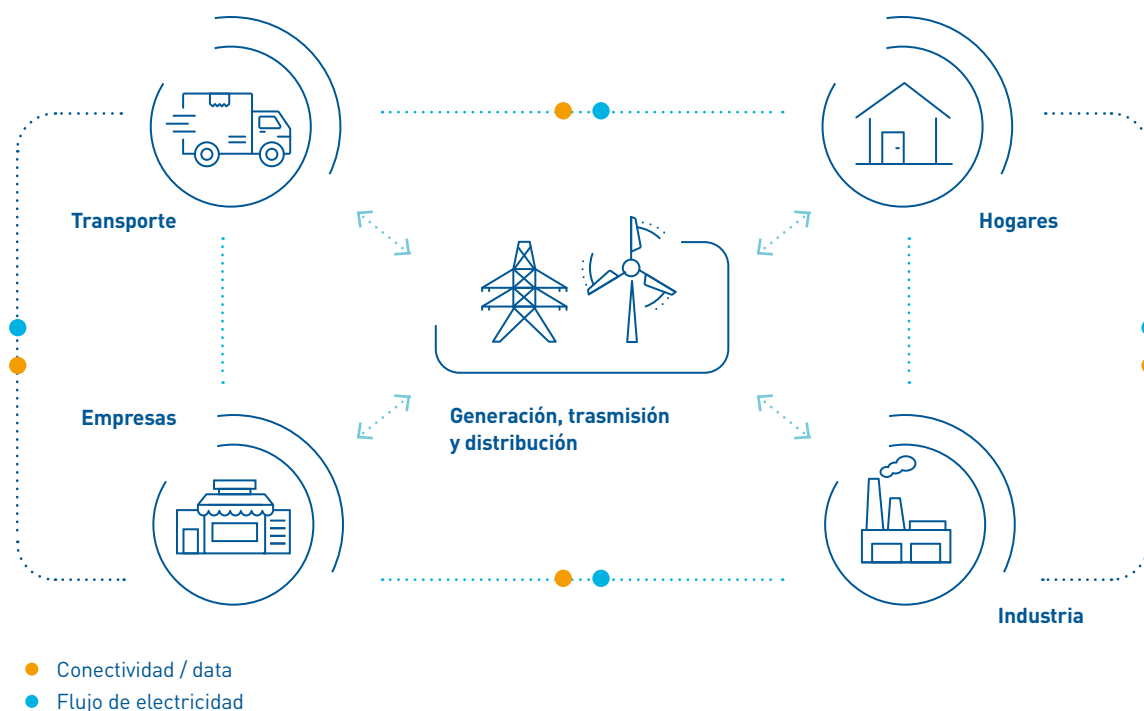 Transporte
Hogares
Empresas
Generación, trasmisión
y distribución
Industria
Conectividad / data
Flujo de electricidad